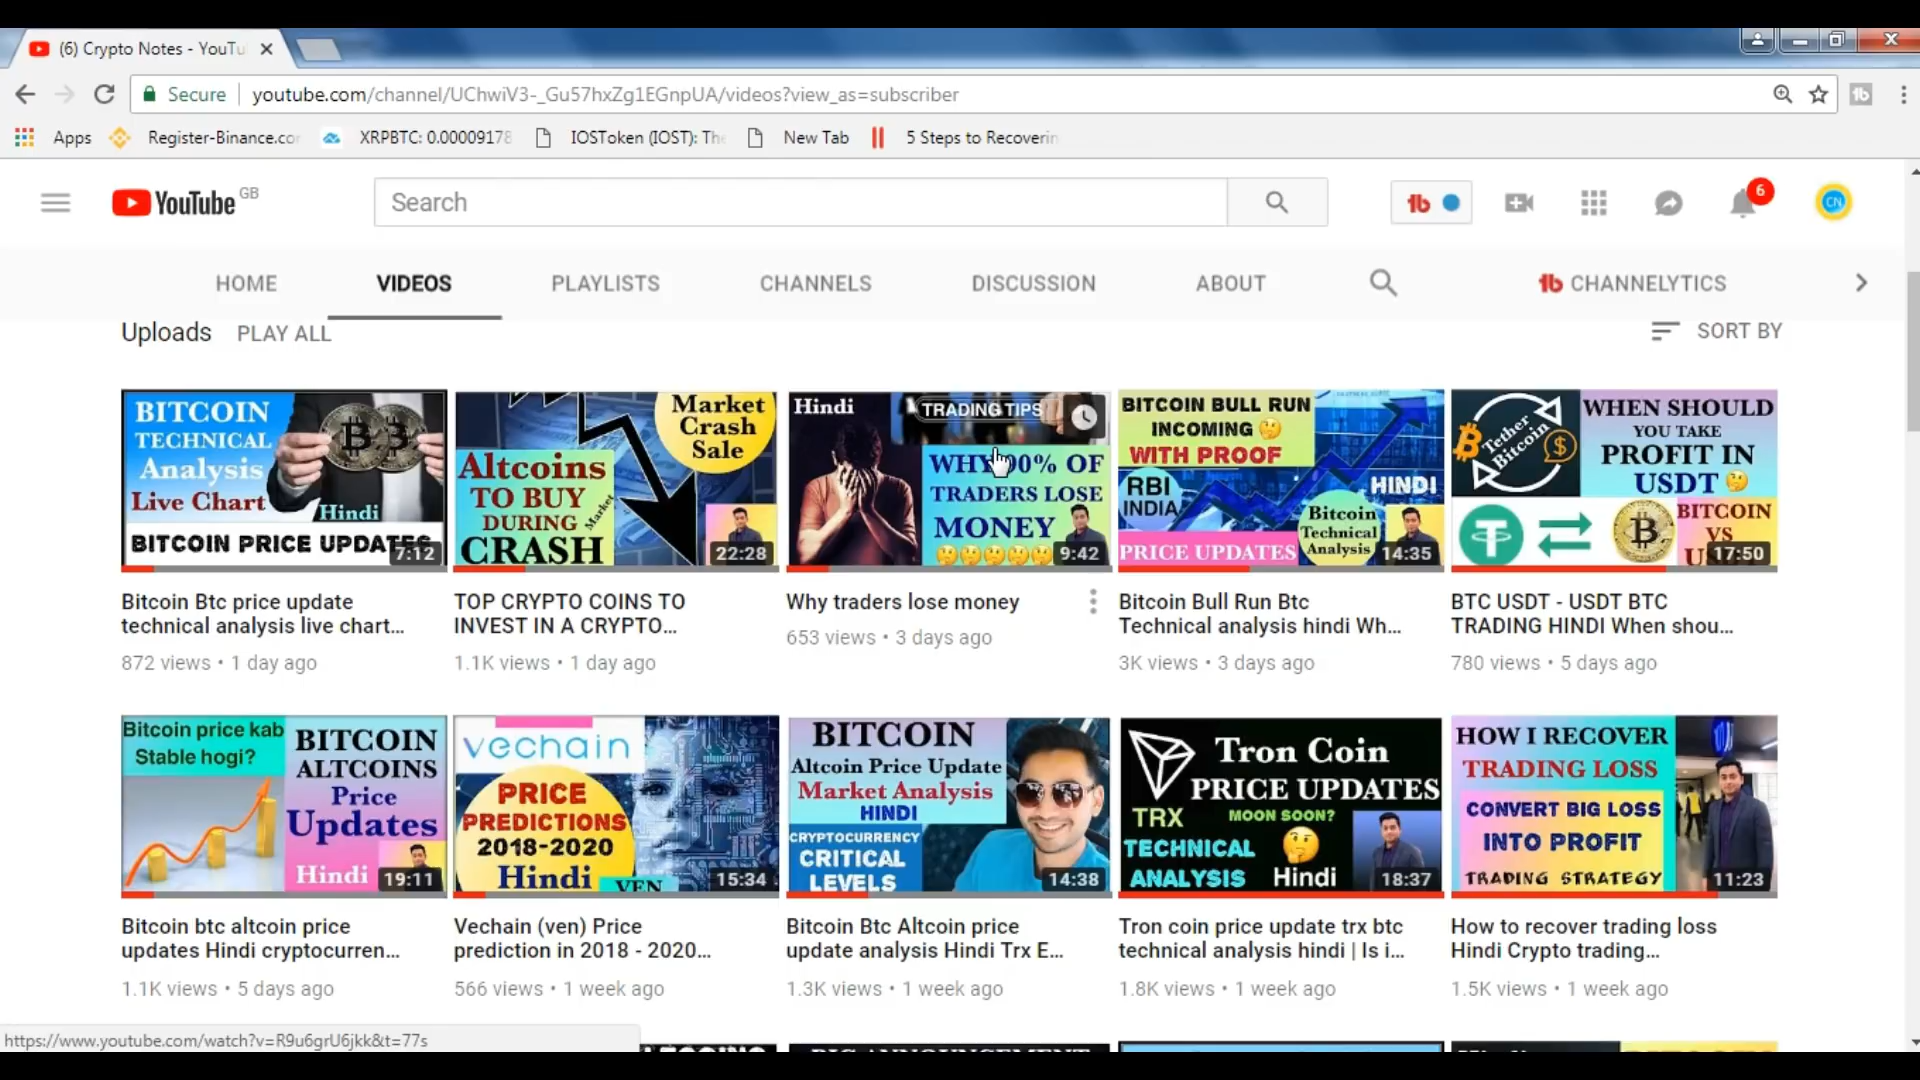 (6) Crypto Notes - YouTu
Secure youtube.com/channel/UChwiV3-_Gu57hxZg1EGnpUA/videos?view_as=subscriber
Apps Register-Binance.co XRPBTC: 0.00009178 IOSToken (IOST): Th New Tab 5 Steps to Recoverin
YouTube GB Search 6 CN
HOME VIDEOS PLAYLISTS CHANNELS DISCUSSION ABOUT CHANNELYTICS
Uploads PLAY ALL SORT BY
BITCOIN
TECHNICAL
Analysis
Live Chart
Hindi
BITCOIN PRICE UPDATES
7:12
Market
Crash
Sale
Altcoins
TO BUY
DURING
Market
CRASH
22:28
Hindi
TRADING TIPS
WHY 90% OF
TRADERS LOSE
MONEY
9:42
BITCOIN BULL RUN
INCOMING
WITH PROOF
RBI
INDIA
HINDI
Bitcoin
Technical
Analysis
PRICE UPDATES
14:35
Tether
Bitcoin
WHEN SHOULD
YOU TAKE
PROFIT IN
USDT
BITCOIN
VS
17:50
Bitcoin Btc price update
technical analysis live chart...
872 views • 1 day ago
TOP CRYPTO COINS TO
INVEST IN A CRYPTO...
1.1K views • 1 day ago
Why traders lose money
653 views • 3 days ago
Bitcoin Bull Run Btc
Technical analysis hindi Wh...
3K views • 3 days ago
BTC USDT - USDT BTC
TRADING HINDI When shou...
780 views • 5 days ago
Bitcoin price kab
Stable hogi?
BITCOIN
ALTCOINS
Price
Updates
Hindi
19:11
vechain
PRICE
PREDICTIONS
2018-2020
Hindi
VEN
15:34
BITCOIN
Altcoin Price Update
Market Analysis
HINDI
CRYPTOCURRENCY
CRITICAL
LEVELS
14:38
Tron Coin
PRICE UPDATES
TRX
MOON SOON?
TECHNICAL
ANALYSIS
Hindi
18:37
HOW I RECOVER
TRADING LOSS
CONVERT BIG LOSS
INTO PROFIT
TRADING STRATEGY
11:23
Bitcoin btc altcoin price
updates Hindi cryptocurren...
1.1K views • 5 days ago
Vechain (ven) Price
prediction in 2018 - 2020...
566 views • 1 week ago
Bitcoin Btc Altcoin price
update analysis Hindi Trx E...
1.3K views • 1 week ago
Tron coin price update trx btc
technical analysis hindi | Is i...
1.8K views • 1 week ago
How to recover trading loss
Hindi Crypto trading...
1.5K views • 1 week ago
https://www.youtube.com/watch?v=R9u6grU6jkk&t=77s
BIG ANNOUNCEMENT